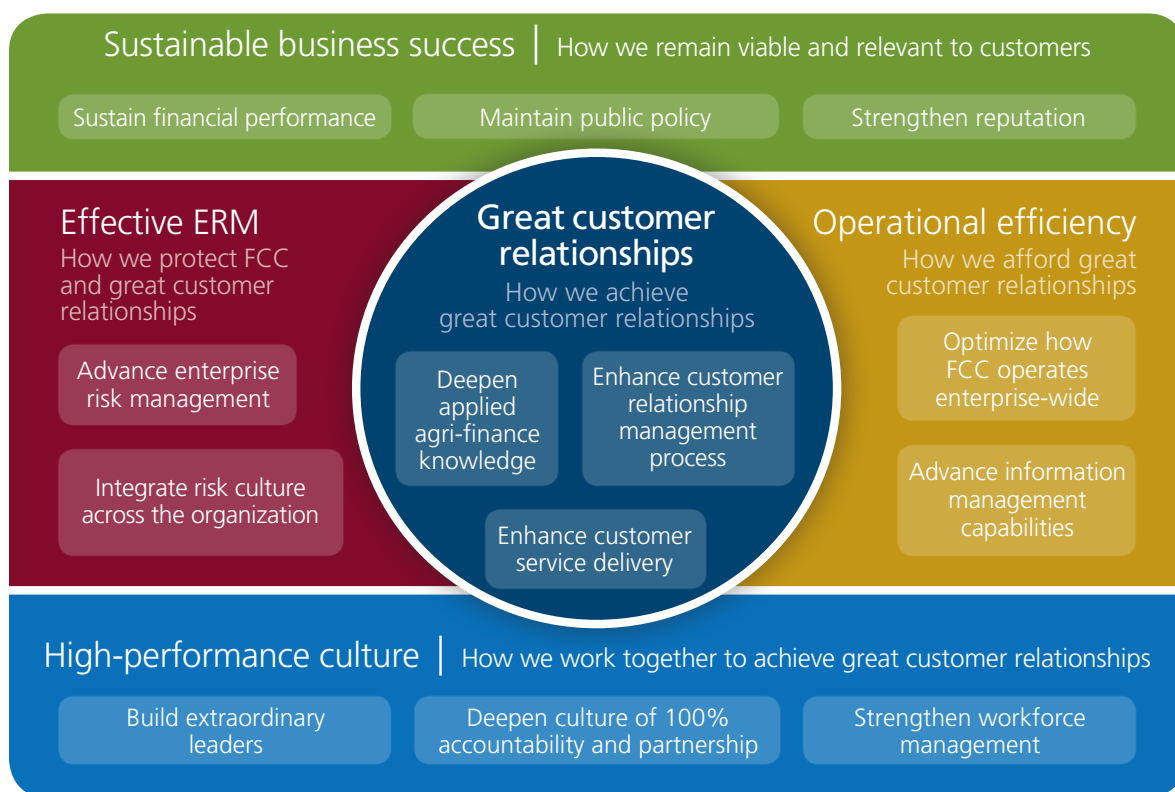 Sustainable business success | How we remain viable and relevant to customers
Sustain financial performance
Maintain public policy
Strengthen reputation
Effective ERM
How we protect FCC
and great customer
relationships
Advance enterprise
risk management
Integrate risk culture
across the organization
Great customer
relationships
How we achieve
great customer relationships
Deepen
applied
agri-finance
knowledge
Enhance customer
relationship
management
process
Enhance customer
service delivery
Operational efficiency
How we afford great
customer relationships
Optimize how
FCC operates
enterprise-wide
Advance information
management
capabilities
High-performance culture | How we work together to achieve great customer relationships
Build extraordinary
leaders
Deepen culture of 100%
accountability and partnership
Strengthen workforce
management